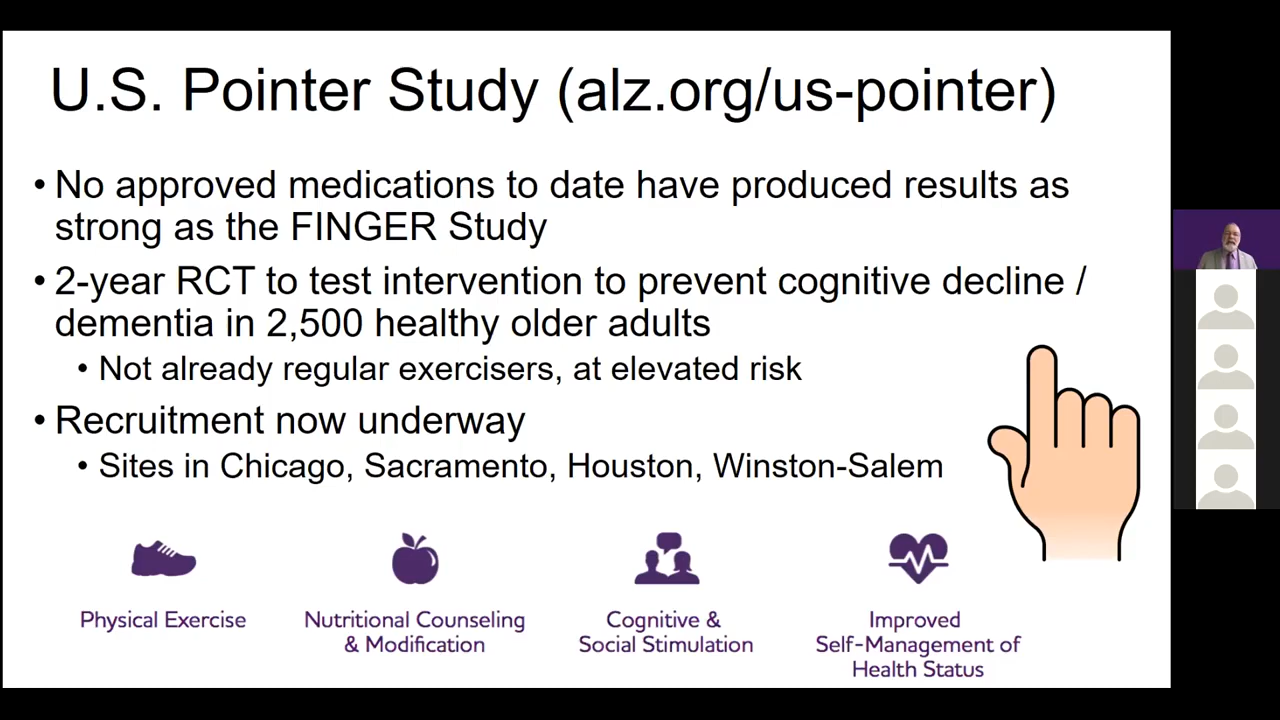 U.S. Pointer Study (alz.org/us-pointer)
• No approved medications to date have produced results as
strong as the FINGER Study
• 2-year RCT to test intervention to prevent cognitive decline /
dementia in 2,500 healthy older adults
• Not already regular exercisers, at elevated risk
• Recruitment now underway
• Sites in Chicago, Sacramento, Houston, Winston-Salem
Physical Exercise
Nutritional Counseling
& Modification
Cognitive &
Social Stimulation
Improved
Self-Management of
Health Status